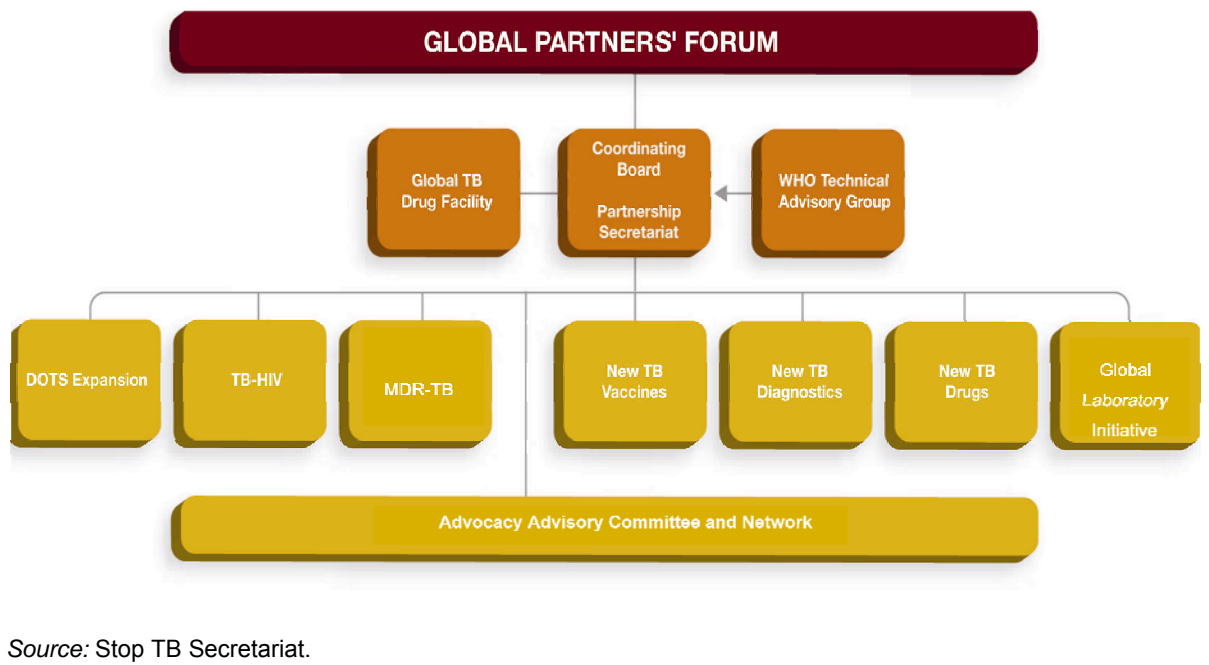 GLOBAL PARTNERS' FORUM
Global TB
Drug Facility
Coordinating
Board
Partnership
Secretariat
WHO Technical
Advisory Group
DOTS Expansion
TB-HIV
MDR-TB
New TB
Vaccines
New TB
Diagnostics
New TB
Drugs
Global
Laboratory
Initiative
Advocacy Advisory Committee and Network
Source: Stop TB Secretariat.